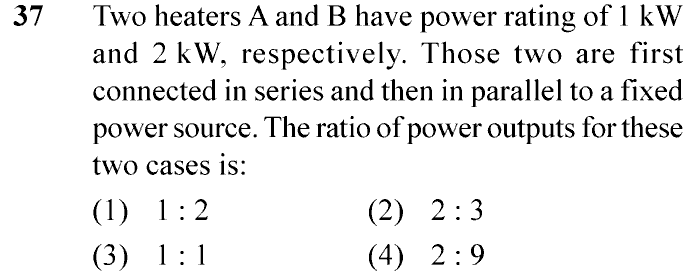 37 Two heaters A and B have power rating of 1 kW
and 2 kW, respectively. Those two are first
connected in series and then in parallel to a fixed
power source. The ratio of power outputs for these
two cases is:
(1) 1 : 2 (2) 2 : 3
(3) 1 : 1 (4) 2 : 9